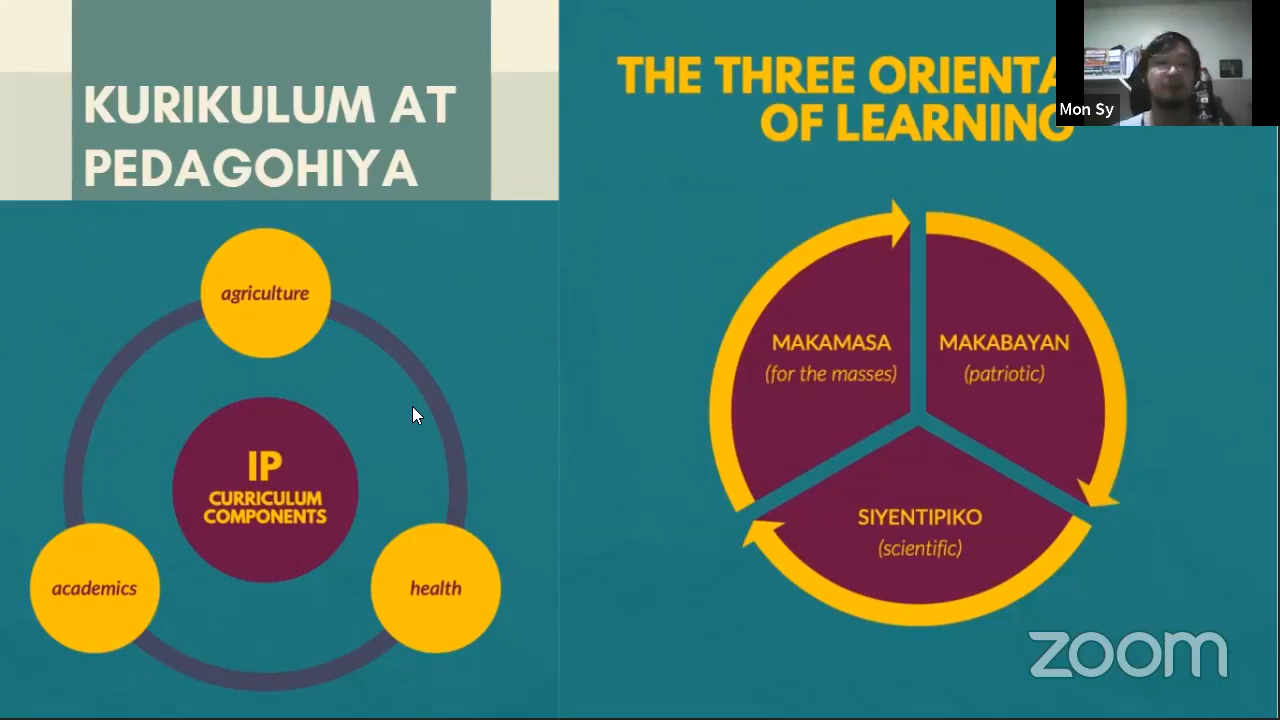 KURIKULUM AT
PEDAGOHIYA
agriculture
IP
CURRICULUM
COMPONENTS
academics
health
THE THREE ORIENTA
OF LEARNING
MAKAMASA
(for the masses)
MAKABAYAN
(patriotic)
SIYENTIPIKO
(scientific)
Mon Sy
zoom